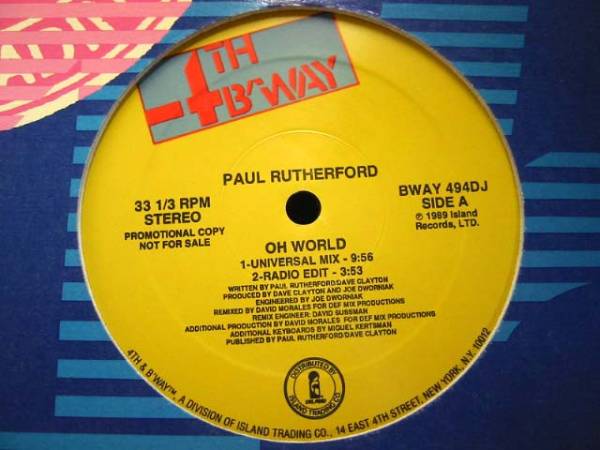 4TH
B'WAY
PAUL RUTHERFORD
33 1/3 RPM
STEREO
PROMOTIONAL COPY
NOT FOR SALE
BWAY 494DJ
SIDE A
℗ 1989 Island
Records, LTD.
OH WORLD
1-UNIVERSAL MIX - 9:56
2-RADIO EDIT - 3:53
WRITTEN BY PAUL RUTHERFORD/DAVE CLAYTON
PRODUCED BY DAVE CLAYTON AND JOE DWORNIAK
ENGINEERED BY JOE DWORNIAK
REMIXED BY DAVID MORALES FOR DEF MIX PRODUCTIONS
REMIX ENGINEER: DAVID SUSSMAN
ADDITIONAL PRODUCTION BY DAVID MORALES FOR DEF MIX PRODUCTIONS
ADDITIONAL KEYBOARDS BY MIQUEL KERTSMAN
PUBLISHED BY PAUL RUTHERFORD/DAVE CLAYTON
DISTRIBUTED BY
ISLAND
ISLAND TRADING CO
4TH & B'WAY™, A DIVISION OF ISLAND TRADING CO., 14 EAST 4TH STREET, NEW YORK, N.Y. 10012